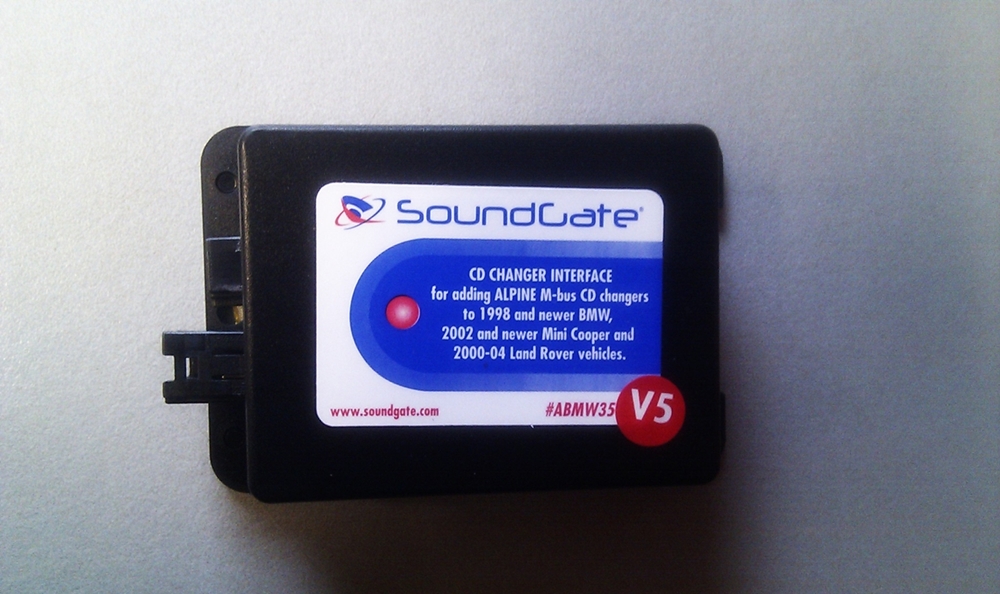 SoundGate®
CD CHANGER INTERFACE
for adding ALPINE M-bus CD changers
to 1998 and newer BMW,
2002 and newer Mini Cooper and
2000-04 Land Rover vehicles.
www.soundgate.com #ABMW35 V5